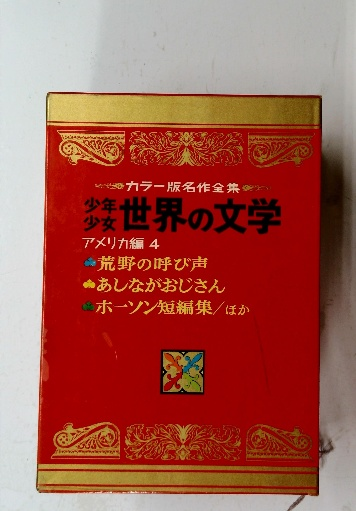 カラー版名作全集
少年少女世界の文学
アメリカ編 4
荒野の呼び声
あしながおじさん
ホーソン短編集/ほか